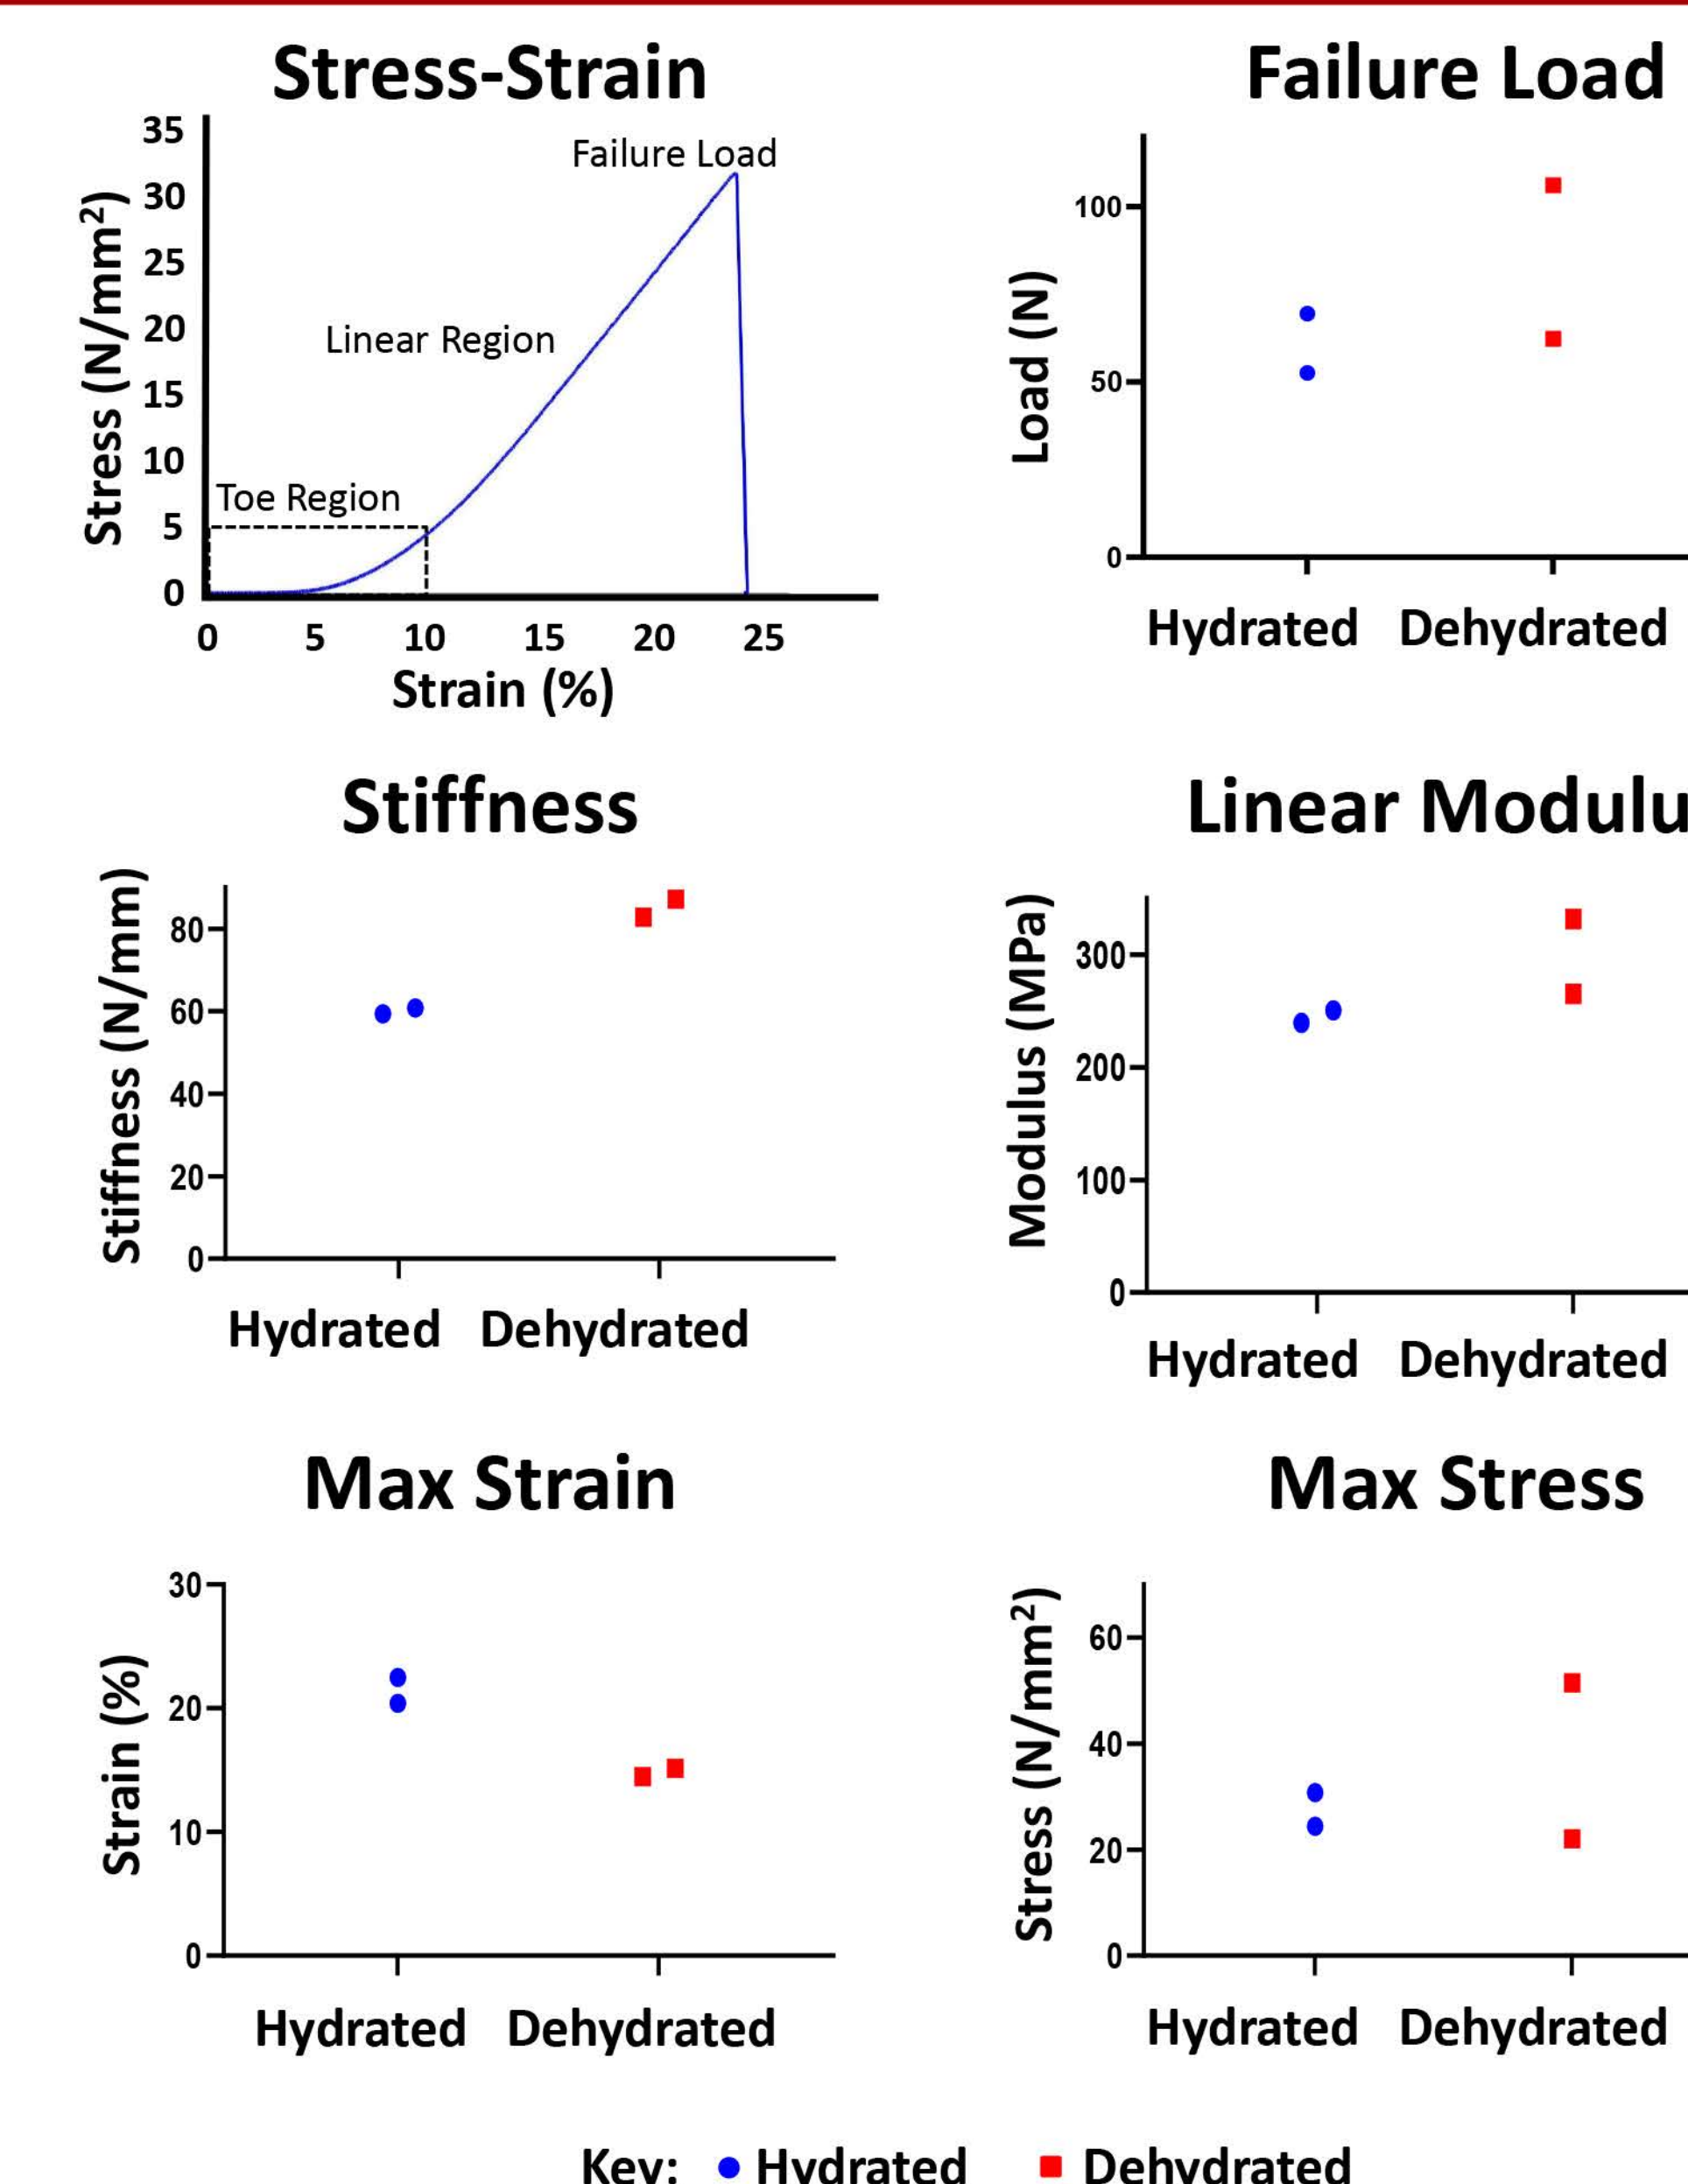 Stress-Strain
Stress (N/mm²)
35
30
25
20
15
10
5
0
Failure Load
Linear Region
Toe Region
0 5 10 15 20 25
Strain (%)
Failure Load
Load (N)
100
50
0
Hydrated Dehydrated
Stiffness
Stiffness (N/mm)
80
60
40
20
0
Hydrated Dehydrated
Linear Modulu
Modulus (MPa)
300
200
100
0
Hydrated Dehydrated
Max Strain
Strain (%)
30
20
10
0
Hydrated Dehydrated
Max Stress
Stress (N/mm²)
60
40
20
0
Hydrated Dehydrated
Key: Hydrated Dehydrated